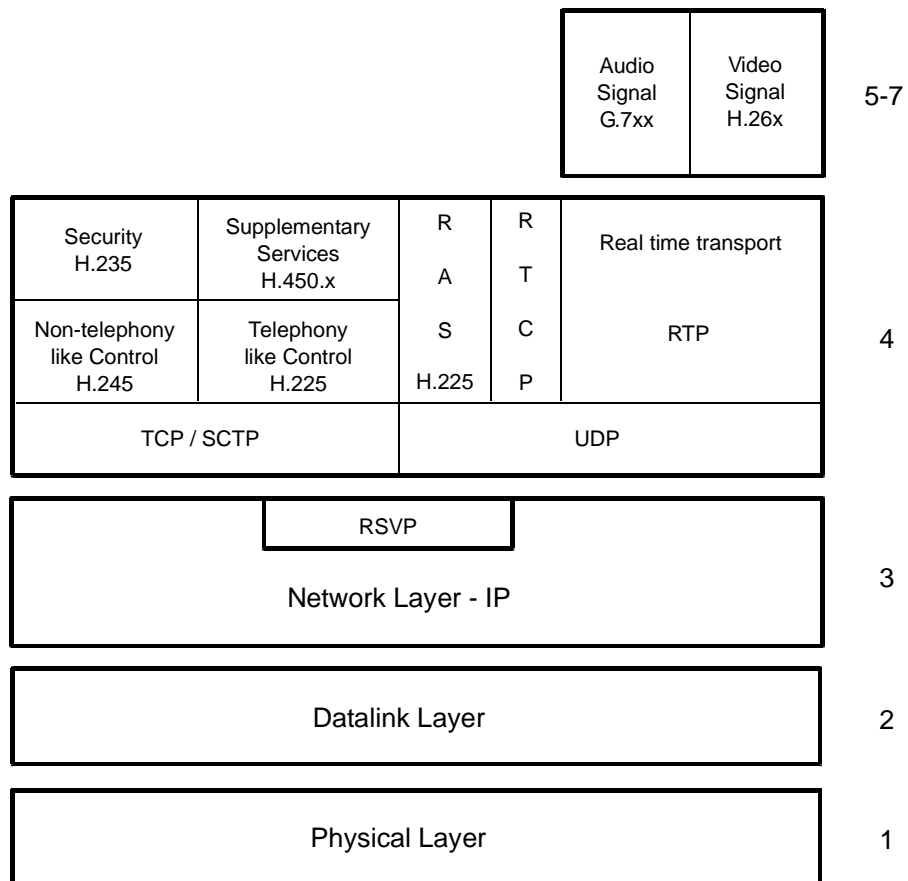 Audio
Signal
G.7xx
Video
Signal
H.26x
5-7
Security
H.235
Supplementary
Services
H.450.x
R
A
S
H.225
R
T
C
P
Real time transport
RTP
Non-telephony
like Control
H.245
Telephony
like Control
H.225
4
TCP / SCTP
UDP
RSVP
Network Layer - IP
3
Datalink Layer
2
Physical Layer
1